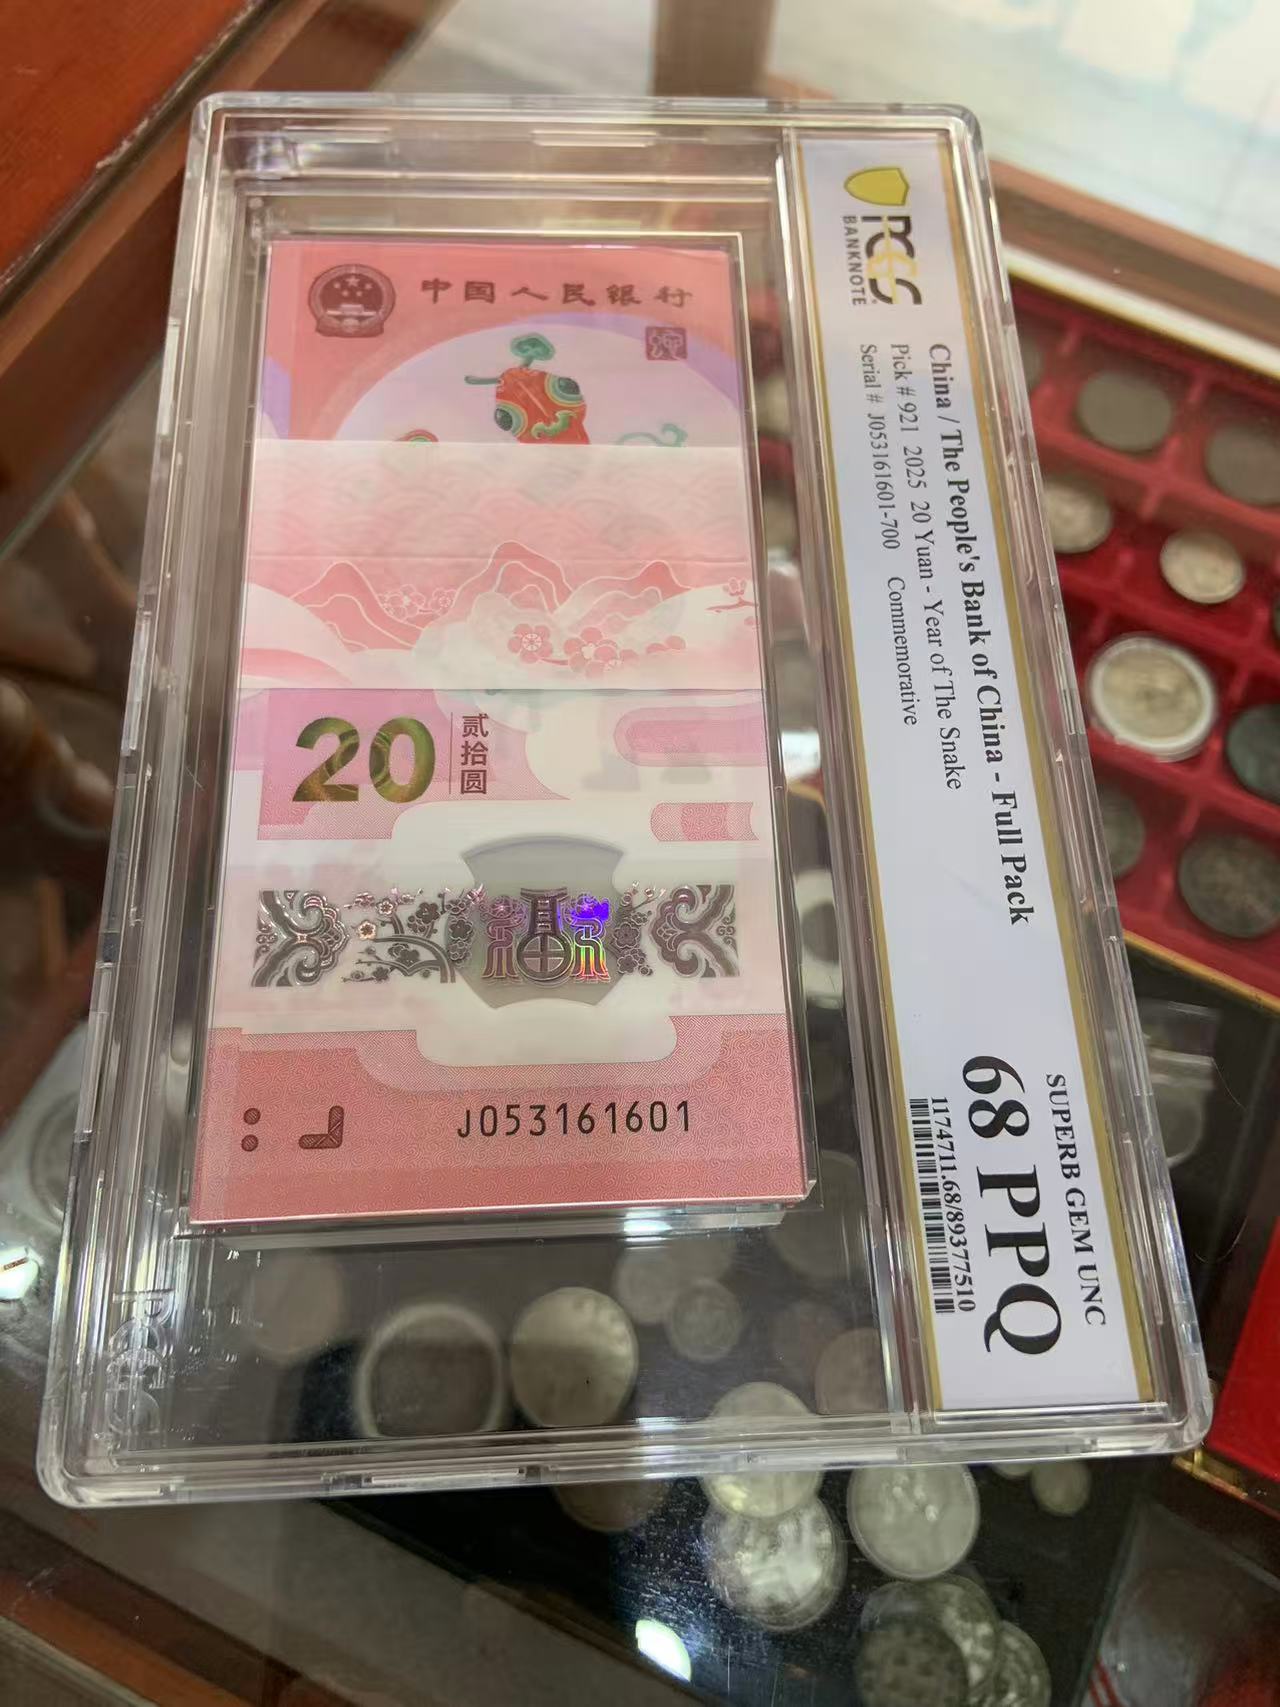 中国人民银行
20
贰拾圆
J053161601
PCGS
BANKNOTE
China / The People's Bank of China - Full Pack
Pick # 921 2025 20 Yuan - Year of The Snake
Serial # J053161601-700 Commemorative
SUPERB GEM UNC
68 PPQ
1174711.68/89377510
PCGS